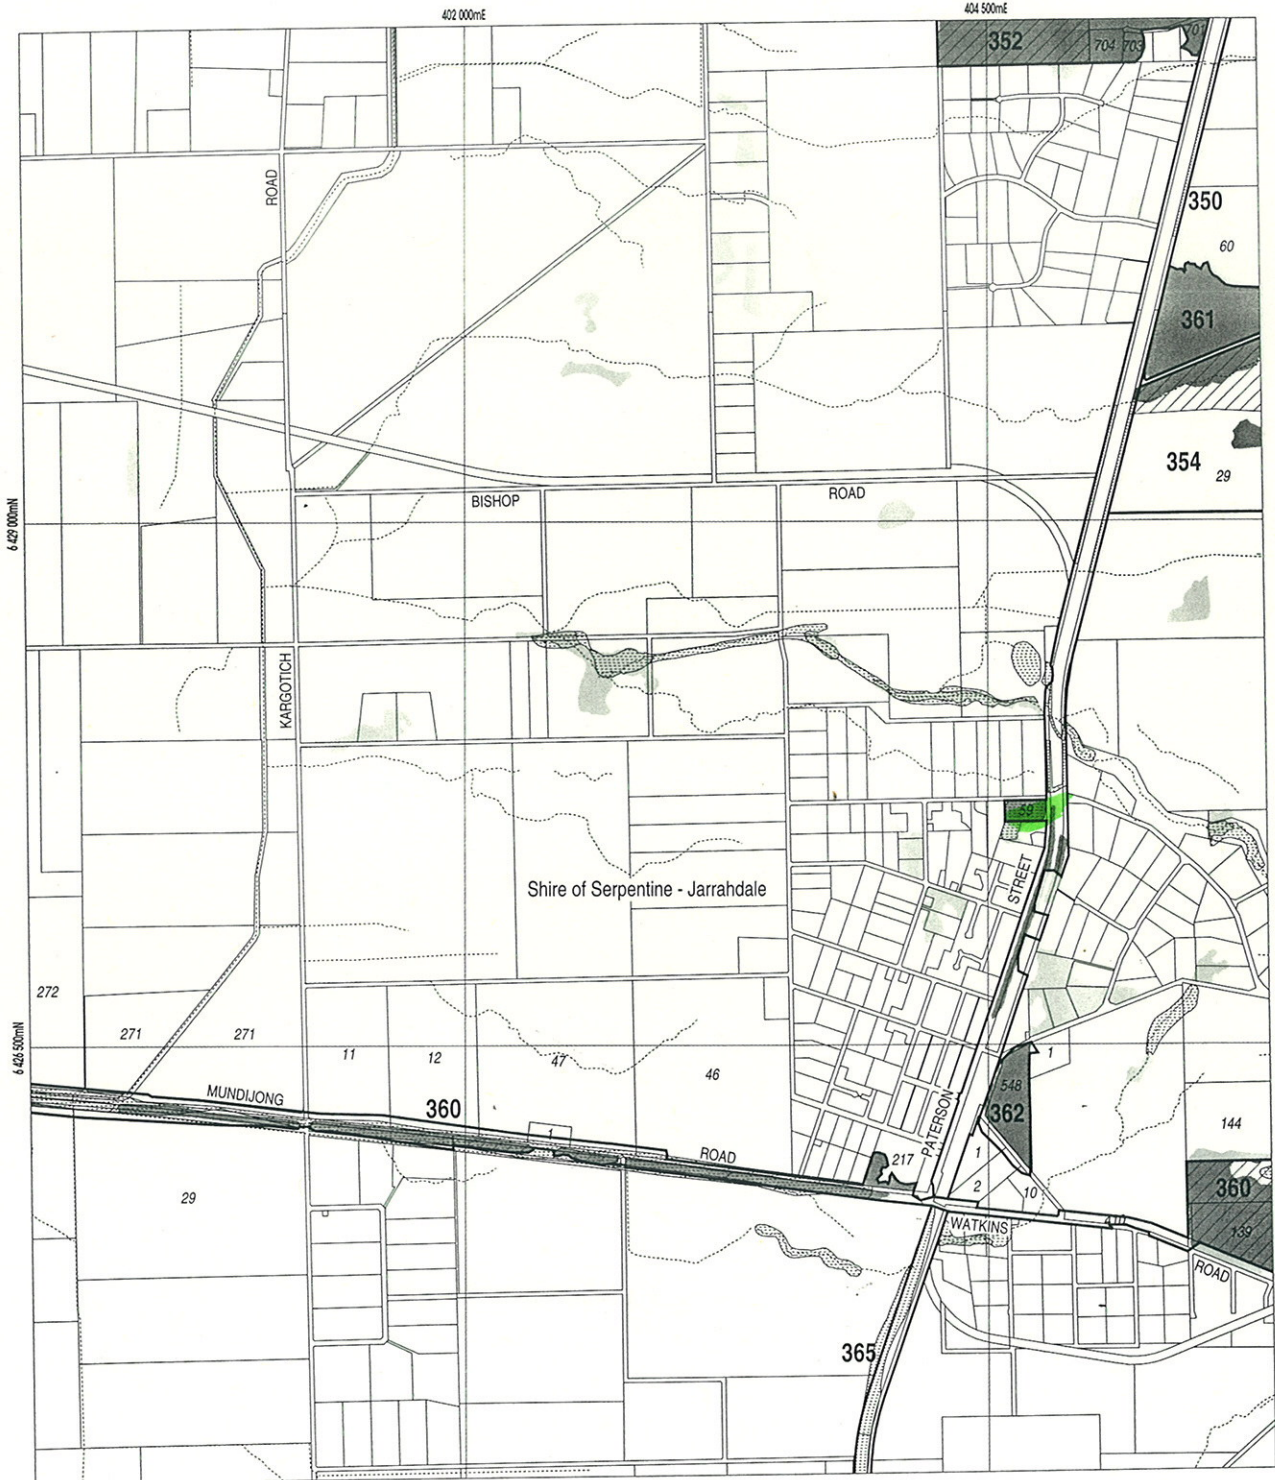 402 000mE
404 500mE
352
704
703
701
ROAD
350
60
361
354
29
BISHOP
ROAD
6 429 000mN
KARGOTICH
59
STREET
Shire of Serpentine - Jarrahdale
272
271
271
11
12
47
46
1
6 426 500mN
548
362
MUNDIJONG
360
1
ROAD
PATERSON
217
1
2
10
144
29
360
139
WATKINS
ROAD
365